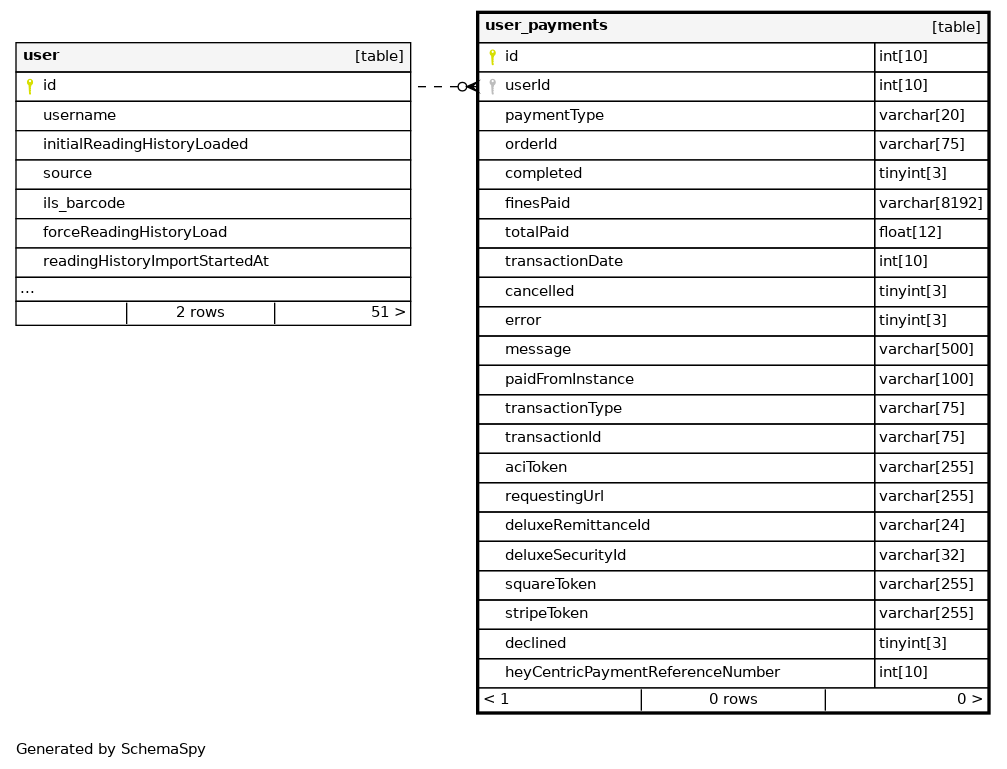 user [table]
id
username
initialReadingHistoryLoaded
source
ils_barcode
forceReadingHistoryLoad
readingHistoryImportStartedAt
...
2 rows 51 >
user_payments [table]
id int[10]
userId int[10]
paymentType varchar[20]
orderId varchar[75]
completed tinyint[3]
finesPaid varchar[8192]
totalPaid float[12]
transactionDate int[10]
cancelled tinyint[3]
error tinyint[3]
message varchar[500]
paidFromInstance varchar[100]
transactionType varchar[75]
transactionId varchar[75]
aciToken varchar[255]
requestingUrl varchar[255]
deluxeRemittanceId varchar[24]
deluxeSecurityId varchar[32]
squareToken varchar[255]
stripeToken varchar[255]
declined tinyint[3]
heyCentricPaymentReferenceNumber int[10]
< 1 0 rows 0 >
Generated by SchemaSpy